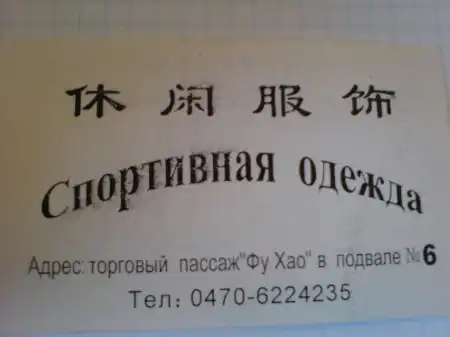 休闲服饰
Спортивная одежда
Адрес: торговый пассаж"Фу Хао" в подвале №6
Тел: 0470-6224235